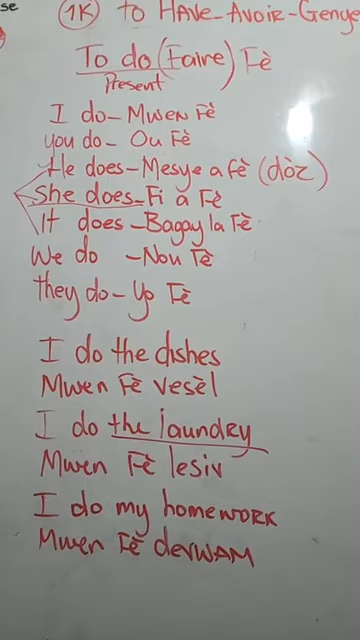 se
1K to HAVE-Avoir-Genye
To do (Faire) Fè
Present
I do-Mwen Fè
you do-Ou Fè
He does-Mesye a fè (dòz)
She does-Fi a Fè
It does-Bagay la Fè
We do -Nou Fè
they do-Yo Fè
I do the dishes
Mwen Fè vesèl
I do the laundry
Mwen Fè lesiv
I do my homework
Mwen Fè devwam